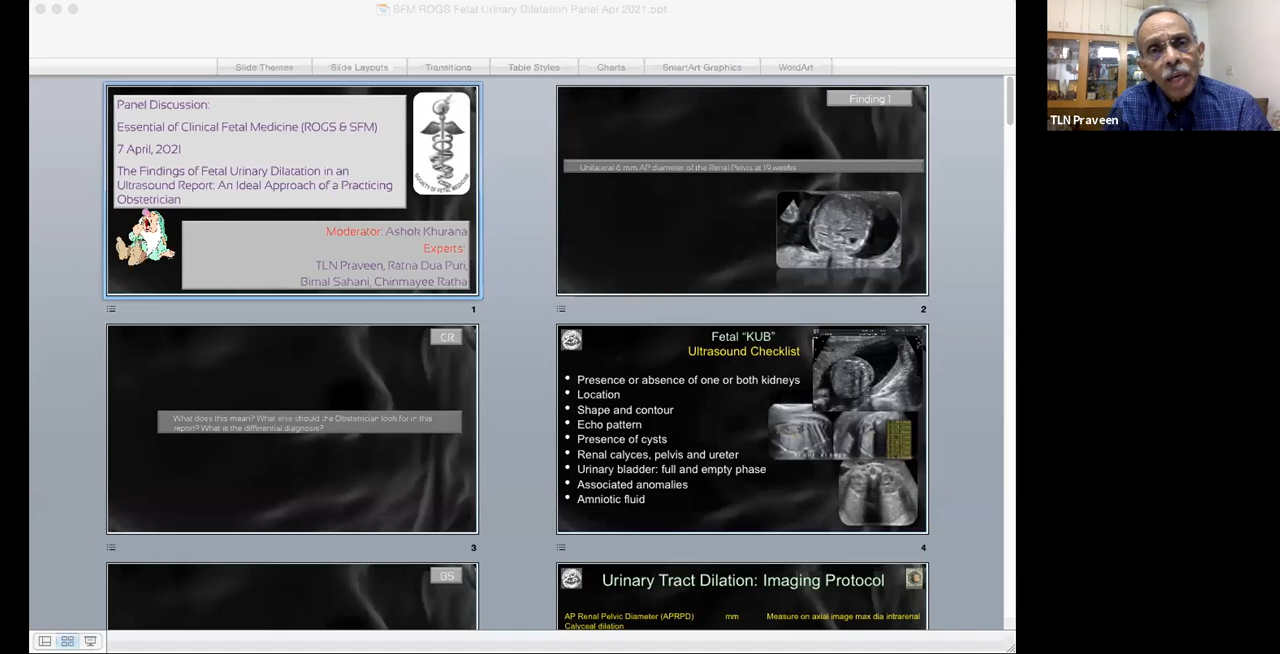 SFM ROGS Fetal Urinary Dilatation Panel Apr 2021.ppt
Slide Themes
Slide Layouts
Transitions
Table Styles
Charts
SmartArt Graphics
WordArt
TLN Praveen
Panel Discussion:
Essential of Clinical Fetal Medicine (ROGS & SFM)
7 April, 2021
The Findings of Fetal Urinary Dilatation in an
Ultrasound Report: An Ideal Approach of a Practicing
Obstetrician
SOCIETY OF FETAL MEDICINE
Moderator: Ashok Khurana
Experts:
TLN Praveen, Ratna Dua Puri,
Bimal Sahani, Chinmayee Ratha
1
Finding 1
Unilateral 6 mm AP diameter of the Renal Pelvis at 19 weeks
2
CR
What does this mean? What else should the Obstetrician look for in this
report? What is the differential diagnosis?
3
Fetal "KUB"
Ultrasound Checklist
• Presence or absence of one or both kidneys
• Location
• Shape and contour
• Echo pattern
• Presence of cysts
• Renal calyces, pelvis and ureter
• Urinary bladder: full and empty phase
• Associated anomalies
• Amniotic fluid
4
BS
Urinary Tract Dilation: Imaging Protocol
AP Renal Pelvic Diameter (APRPD) mm Measure on axial image max dia intrarenal
Calyceal dilation